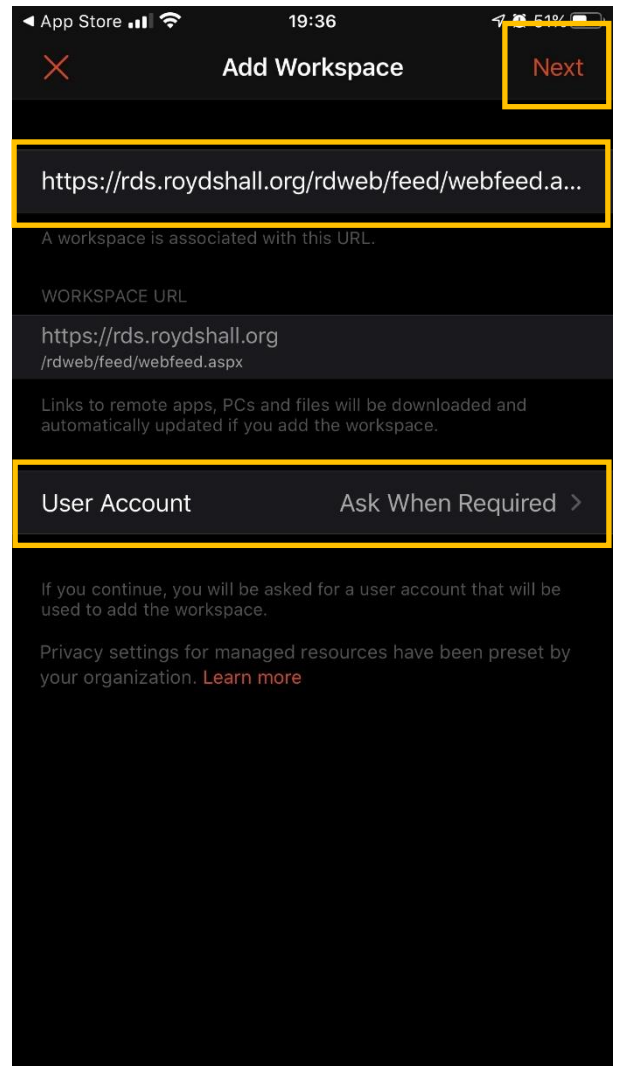 App Store 19:36 51%
Add Workspace Next
https://rds.roydshall.org/rdweb/feed/webfeed.a...
A workspace is associated with this URL.
WORKSPACE URL
https://rds.roydshall.org
/rdweb/feed/webfeed.aspx
Links to remote apps, PCs and files will be downloaded and
automatically updated if you add the workspace.
User Account Ask When Required
If you continue, you will be asked for a user account that will be
used to add the workspace.
Privacy settings for managed resources have been preset by
your organization. Learn more